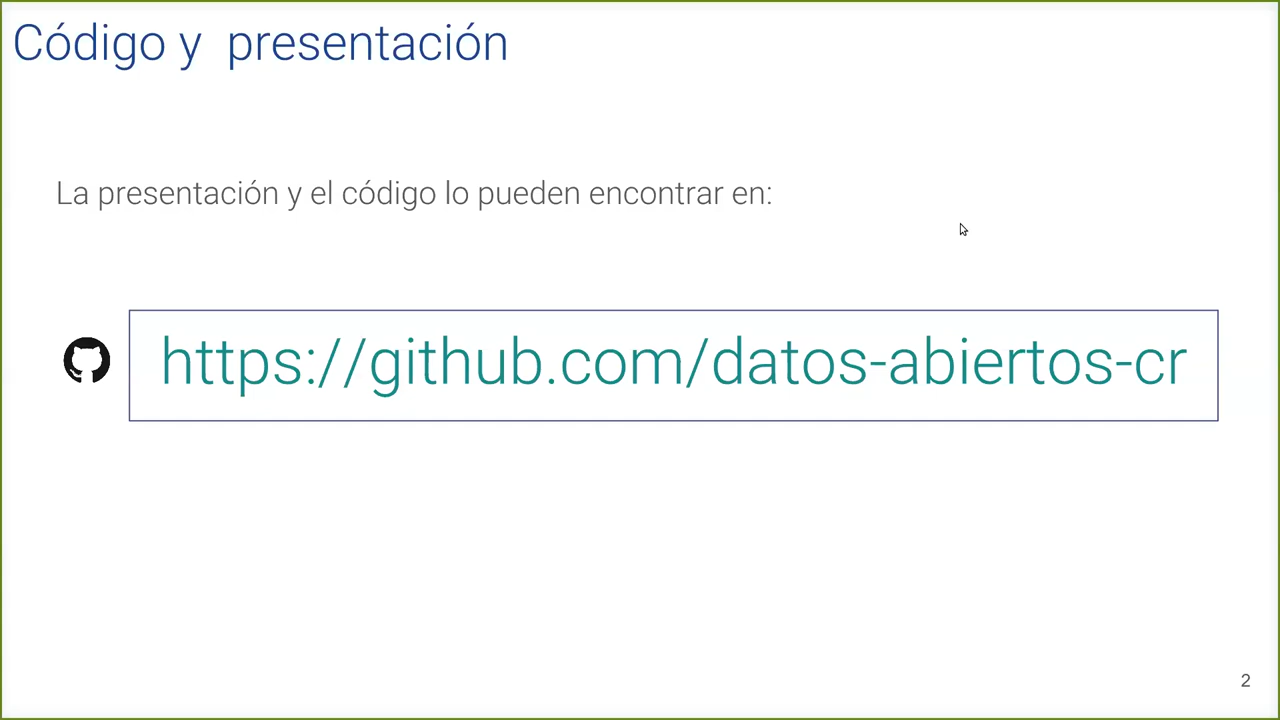 Código y presentación
La presentación y el código lo pueden encontrar en:
https://github.com/datos-abiertos-cr
2